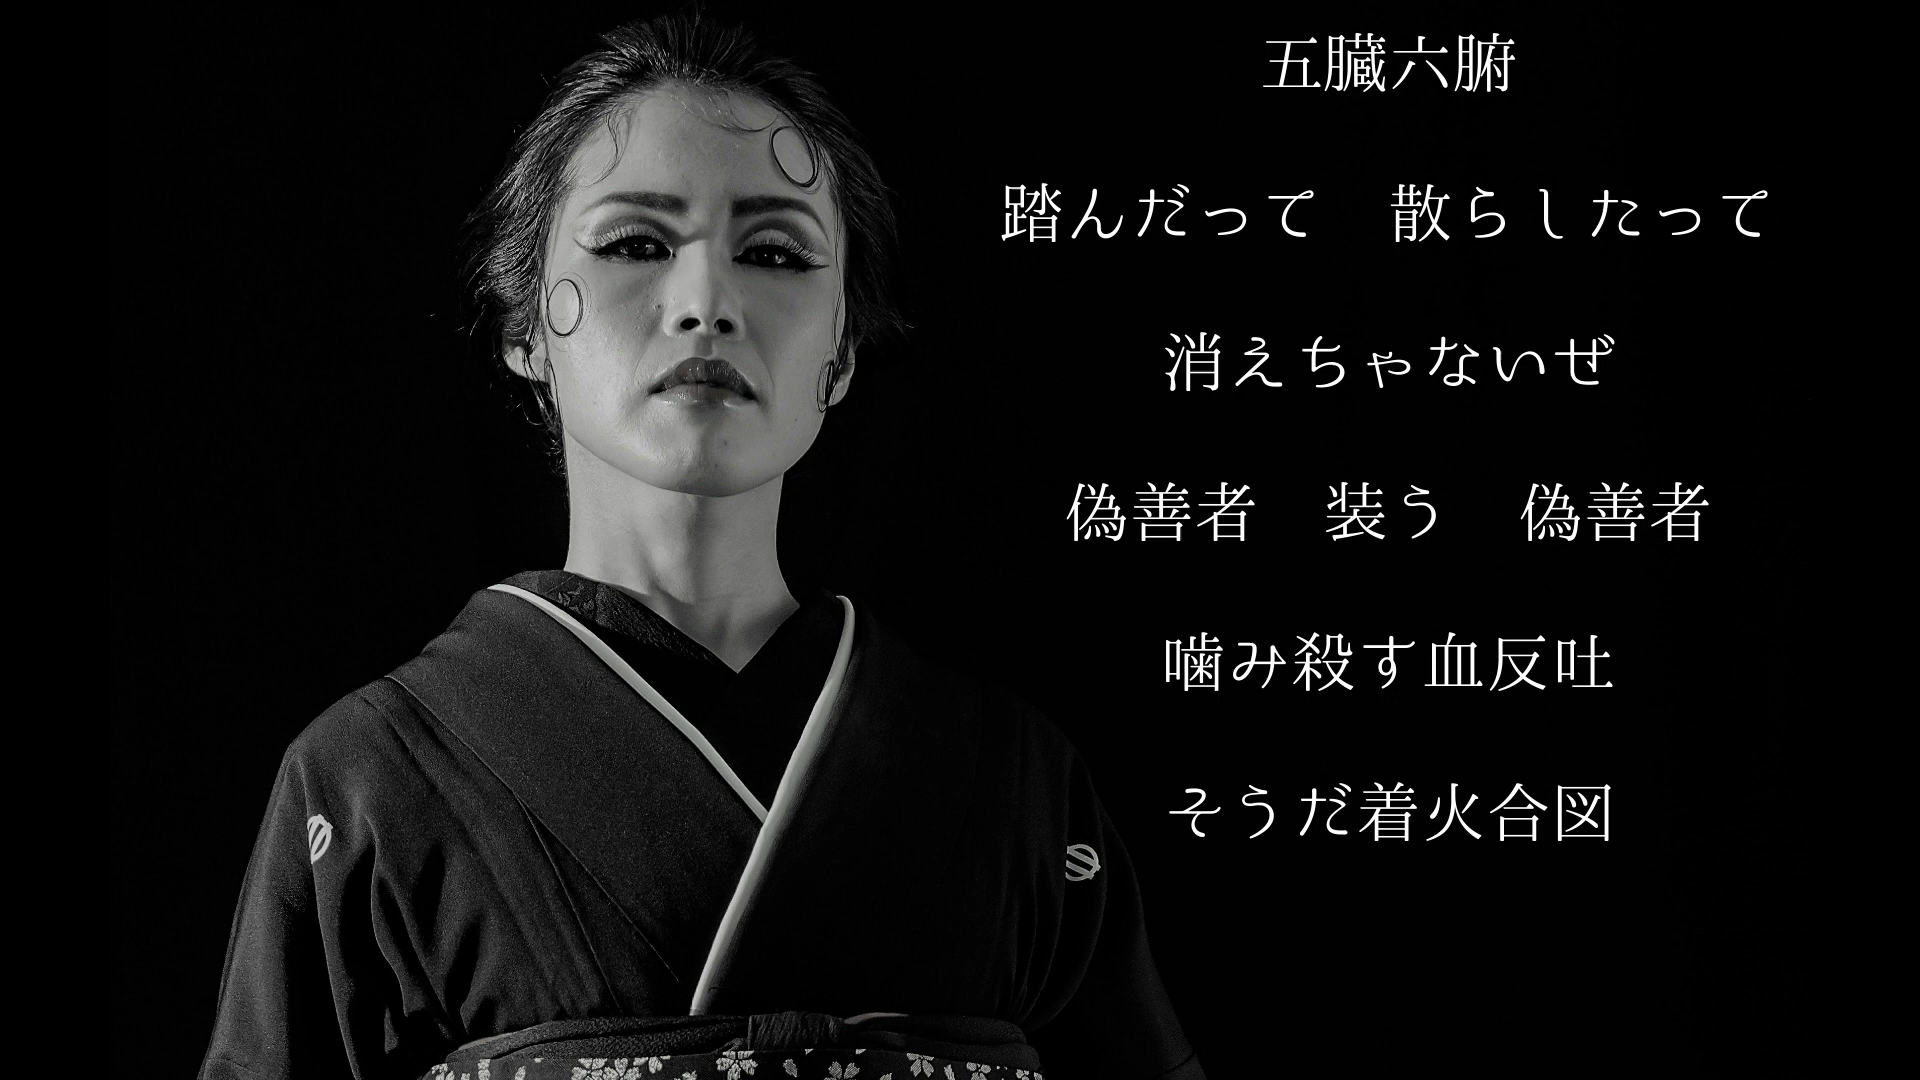 五臓六腑
踏んだって　散らしたって
消えちゃないぜ
偽善者　装う　偽善者
噛み殺す血反吐
そうだ着火合図